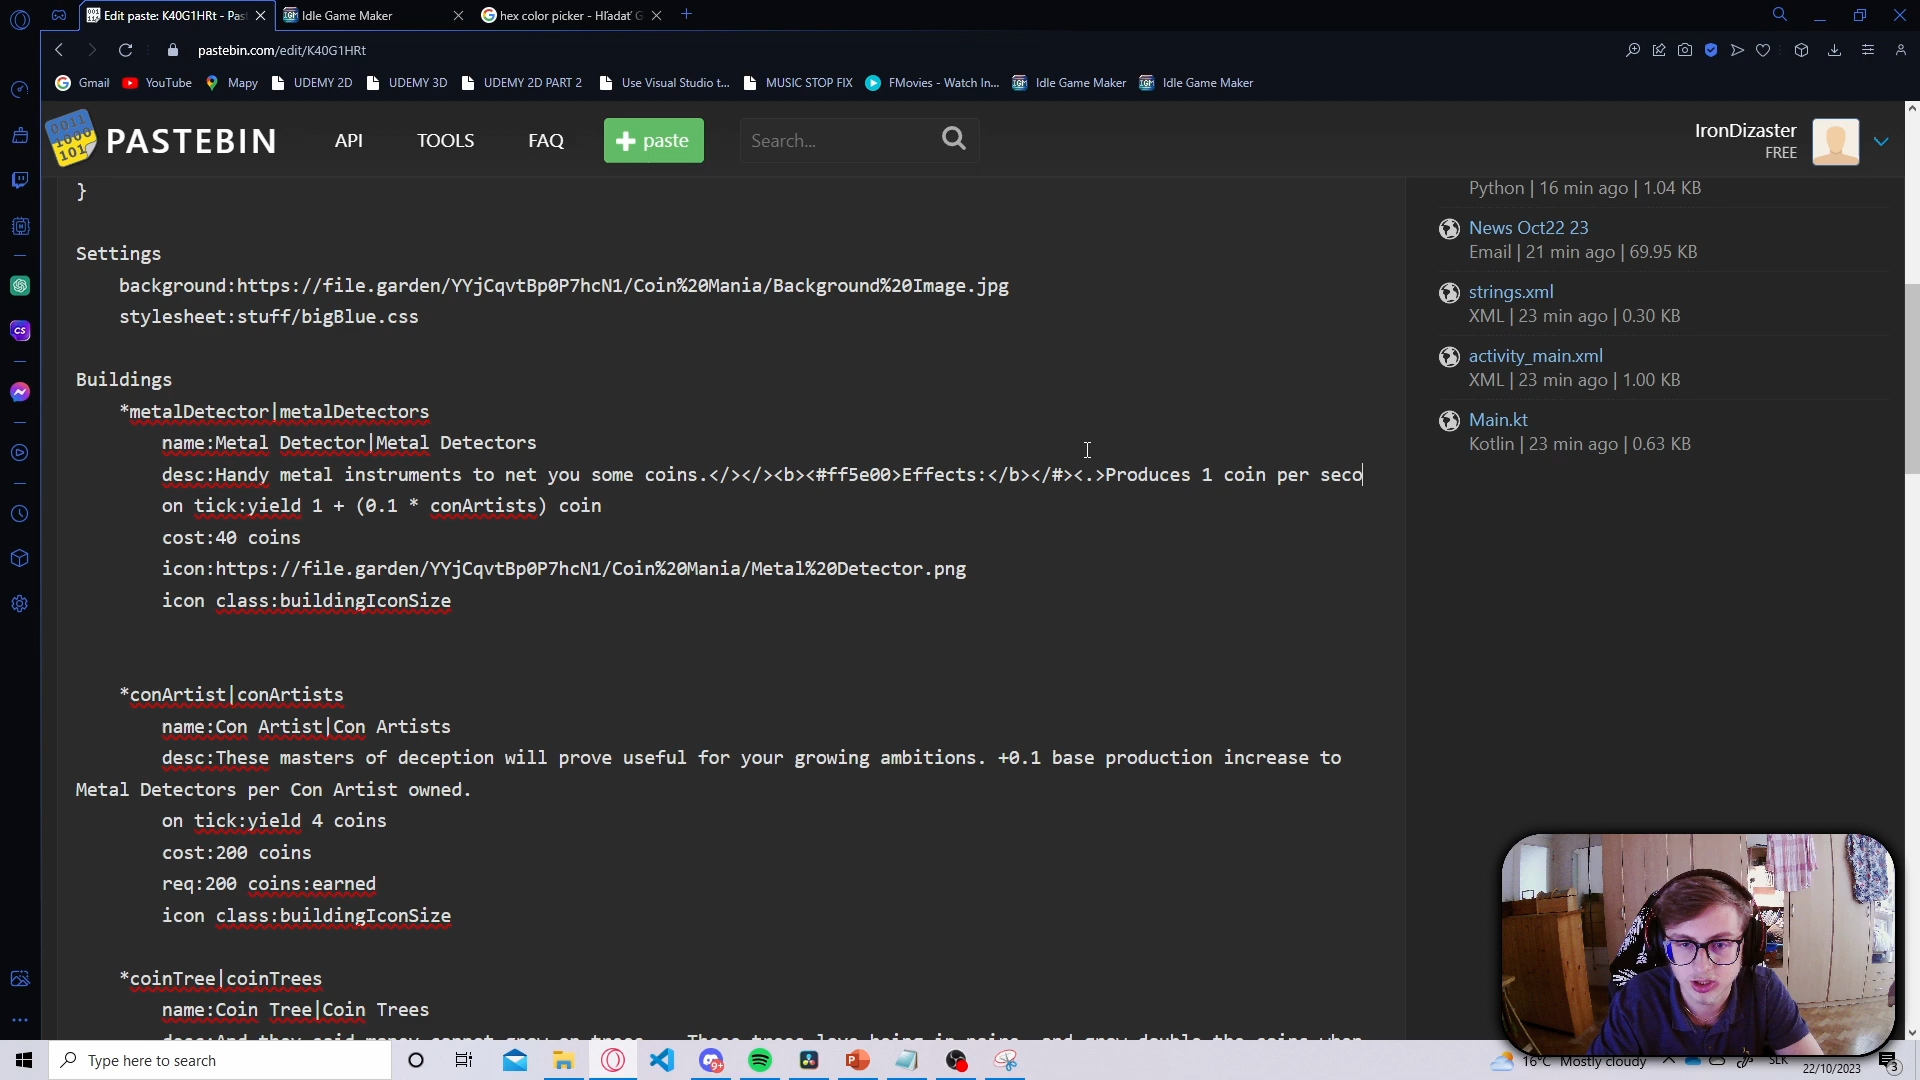 Edit paste: K40G1HRt - Past
Idle Game Maker
hex color picker - Hľadať G
pastebin.com/edit/K40G1HRt
Gmail
YouTube
Mapy
UDEMY 2D
UDEMY 3D
UDEMY 2D PART 2
Use Visual Studio t...
MUSIC STOP FIX
FMovies - Watch In...
Idle Game Maker
Idle Game Maker
PASTEBIN
API
TOOLS
FAQ
paste
Search...
IronDizaster
FREE
}
Settings
background:https://file.garden/YYjCqvtBp0P7hcN1/Coin%20Mania/Background%20Image.jpg
stylesheet:stuff/bigBlue.css
Buildings
*metalDetector|metalDetectors
name:Metal Detector|Metal Detectors
desc:Handy metal instruments to net you some coins.</></><b><#ff5e00>Effects:</b></#><.>Produces 1 coin per seco
on tick:yield 1 + (0.1 * conArtists) coin
cost:40 coins
icon:https://file.garden/YYjCqvtBp0P7hcN1/Coin%20Mania/Metal%20Detector.png
icon class:buildingIconSize
*conArtist|conArtists
name:Con Artist|Con Artists
desc:These masters of deception will prove useful for your growing ambitions. +0.1 base production increase to
Metal Detectors per Con Artist owned.
on tick:yield 4 coins
cost:200 coins
req:200 coins:earned
icon class:buildingIconSize
*coinTree|coinTrees
name:Coin Tree|Coin Trees
Python | 16 min ago | 1.04 KB
News Oct22 23
Email | 21 min ago | 69.95 KB
strings.xml
XML | 23 min ago | 0.30 KB
activity_main.xml
XML | 23 min ago | 1.00 KB
Main.kt
Kotlin | 23 min ago | 0.63 KB
Type here to search
16°C Mostly cloudy
SLK
22/10/2023